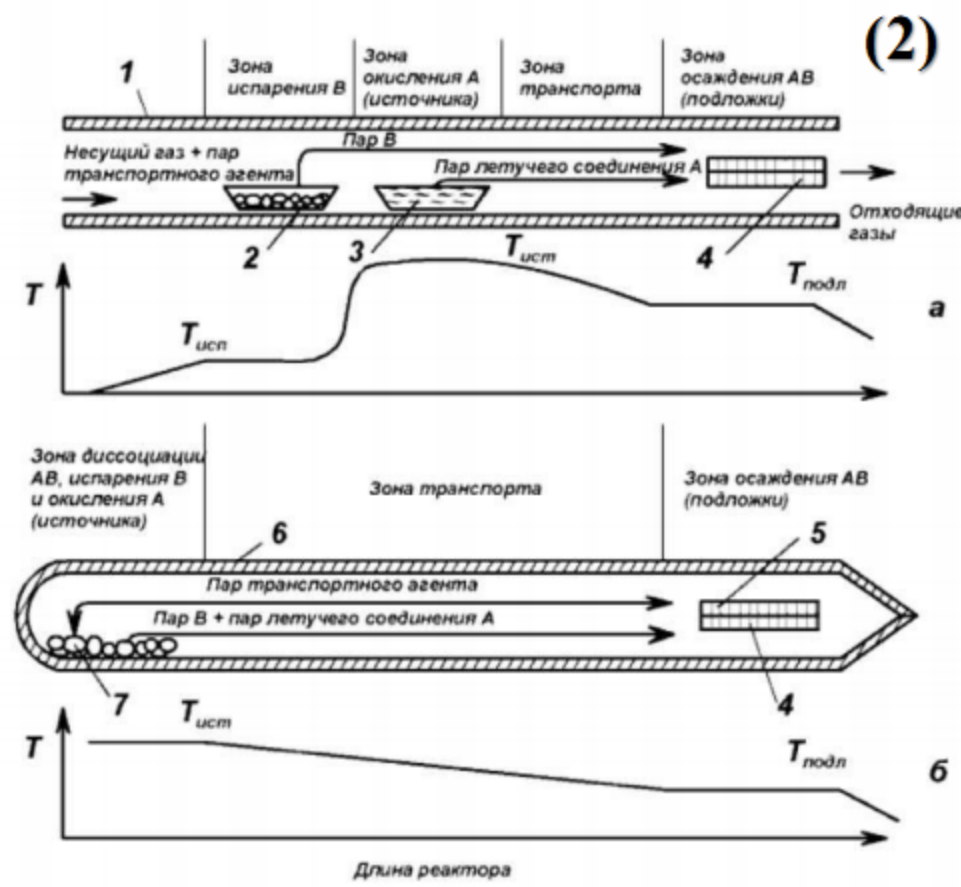 (2)
1
Зона
испарения В
Зона
окисления А
(источника)
Зона
транспорта
Зона
осаждения АВ
(подложки)
Несущий газ + пар
транспортного агента
Пар В
Пар летучего соединения А
2
3
4
Отходящие
газы
Т
Тисп
Тист
Тподл
а
Зона диссоциации
АВ, испарения В
и окисления А
(источника)
Зона транспорта
Зона осаждения АВ
(подложки)
6
5
Пар транспортного агента
Пар В + пар летучего соединения А
7
4
Т
Тист
Тподл
б
Длина реактора